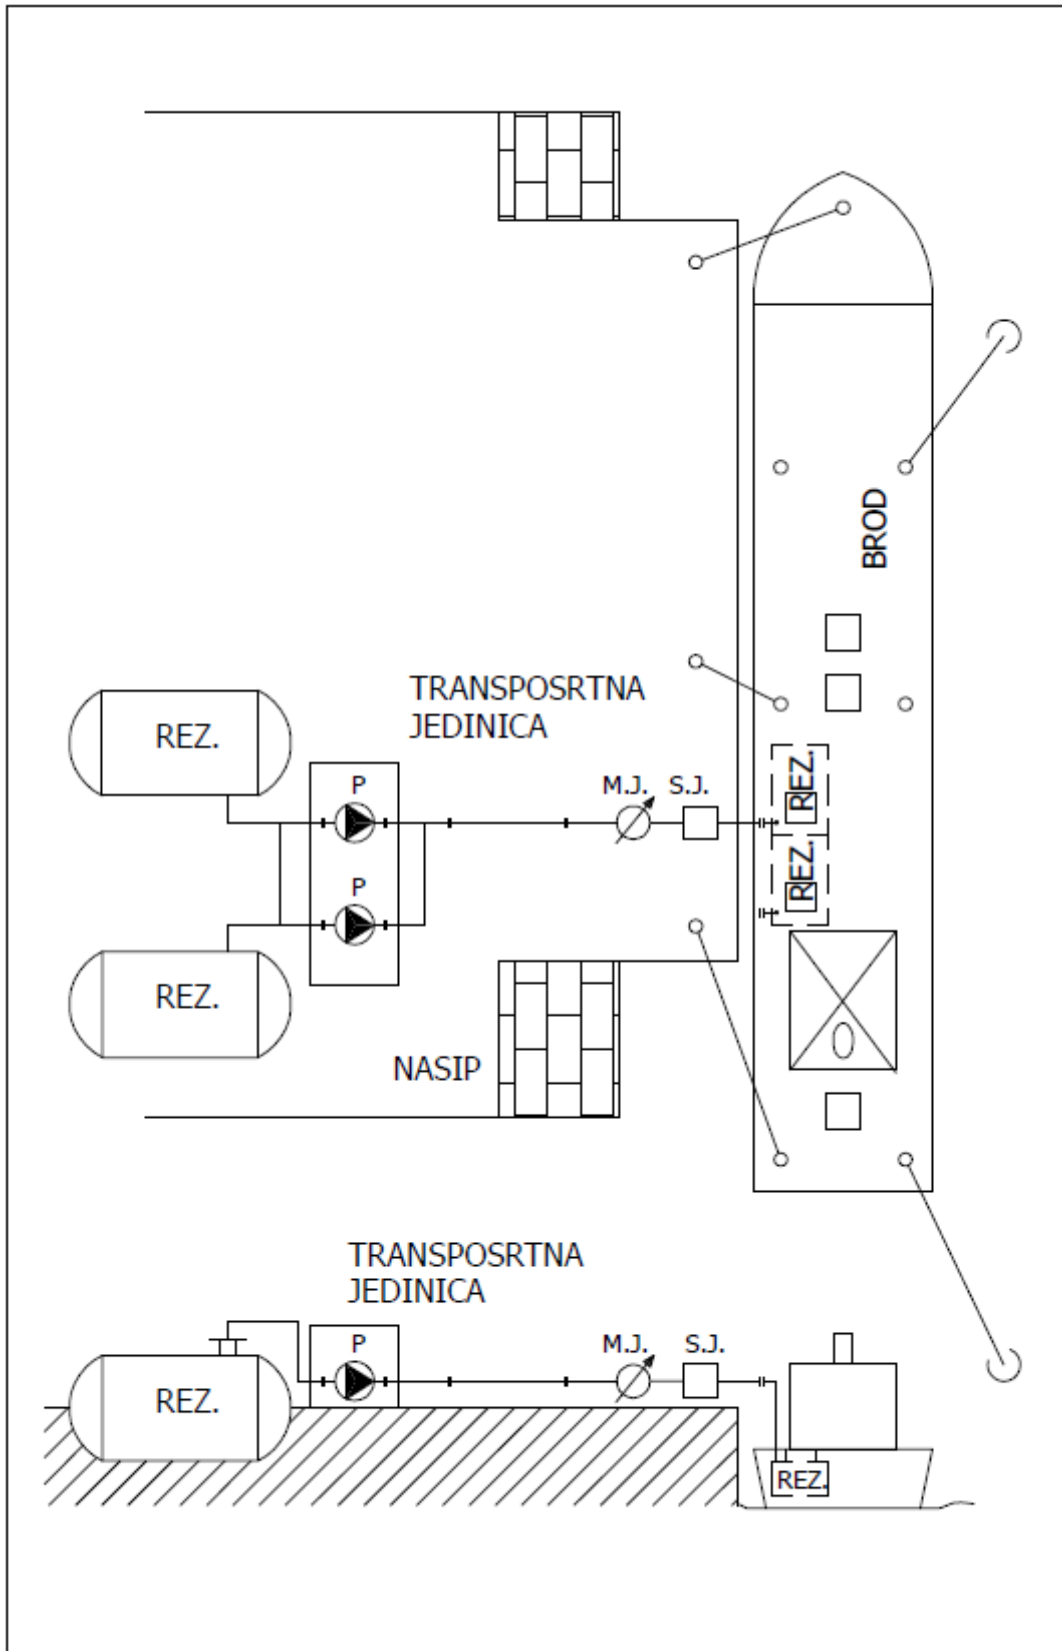 BROD
TRANSPOSRTNA
JEDINICA
REZ.
P
M.J.
S.J.
REZ.
P
REZ.
REZ.
NASIP
TRANSPOSRTNA
JEDINICA
P
M.J.
S.J.
REZ.
REZ.